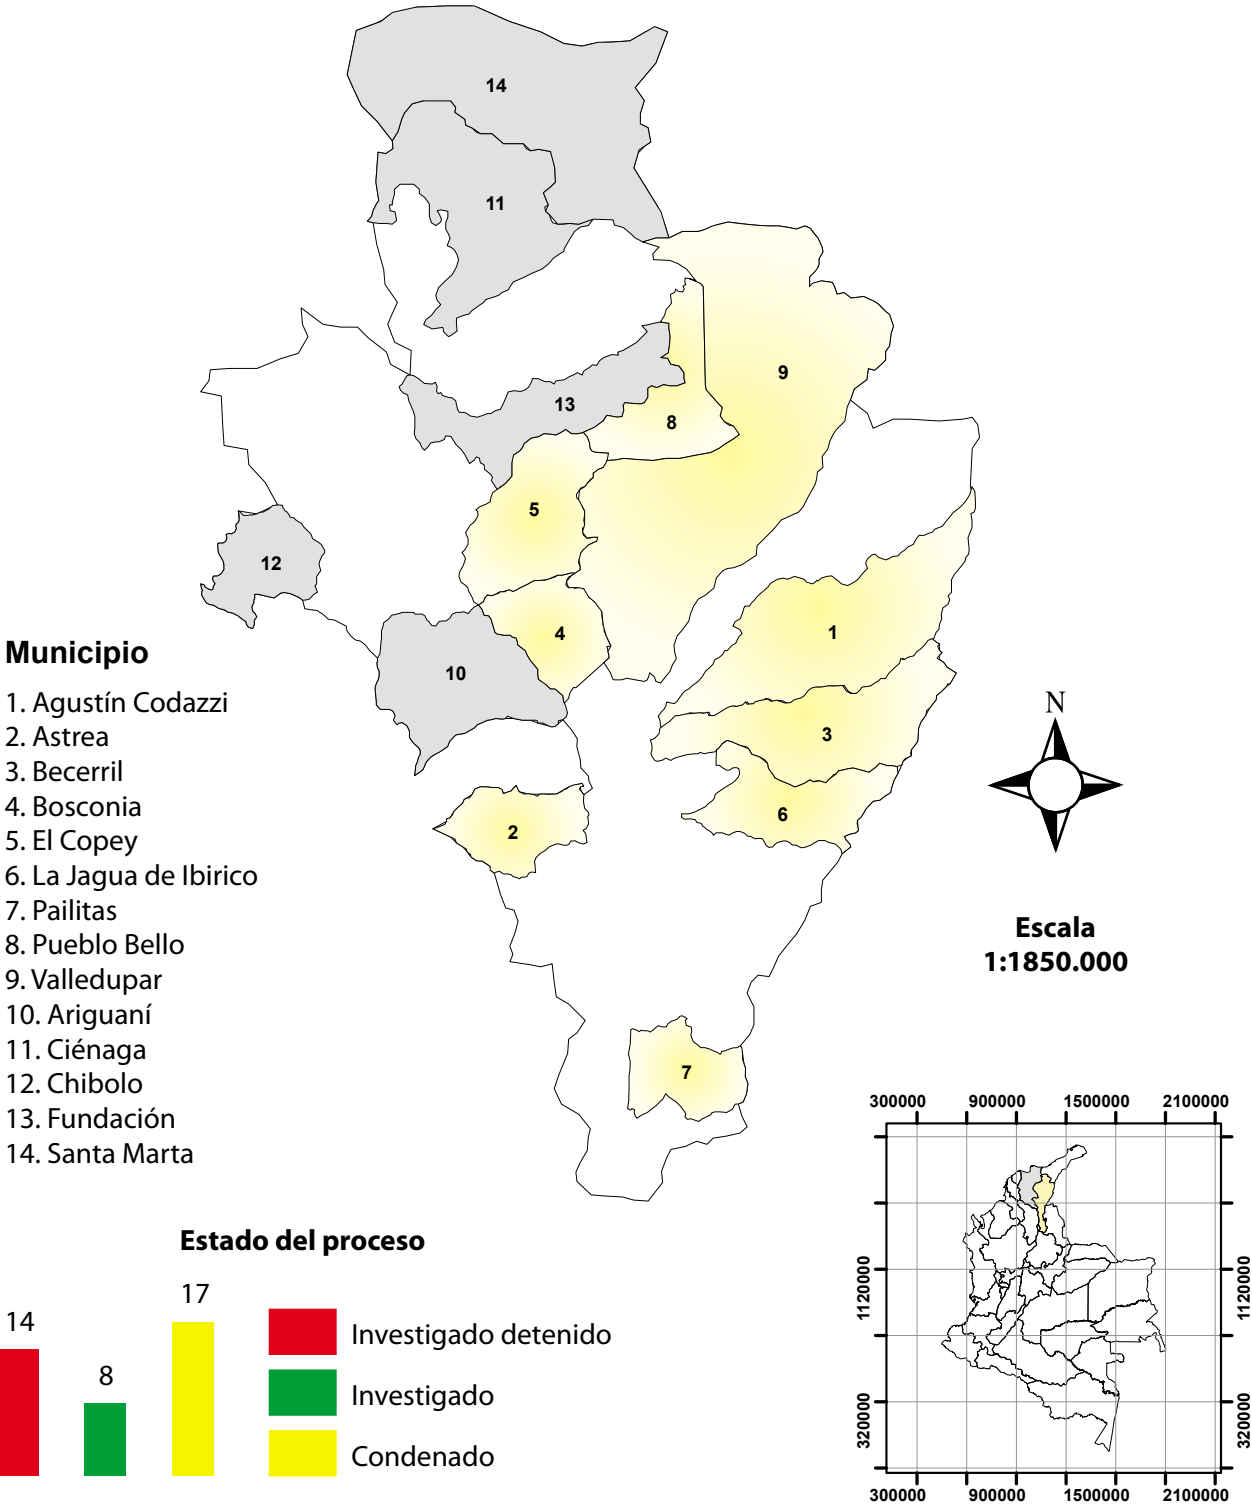 14
11
9
13
8
5
12
4
1
10
3
6
2
7
Municipio
1. Agustín Codazzi
2. Astrea
3. Becerril
4. Bosconia
5. El Copey
6. La Jagua de Ibirico
7. Pailitas
8. Pueblo Bello
9. Valledupar
10. Ariguaní
11. Ciénaga
12. Chibolo
13. Fundación
14. Santa Marta
N
Escala
1:1850.000
300000 900000 1500000 2100000
1120000 1120000
320000 320000
300000 900000 1500000 2100000
Estado del proceso
14
8
17
Investigado detenido
Investigado
Condenado